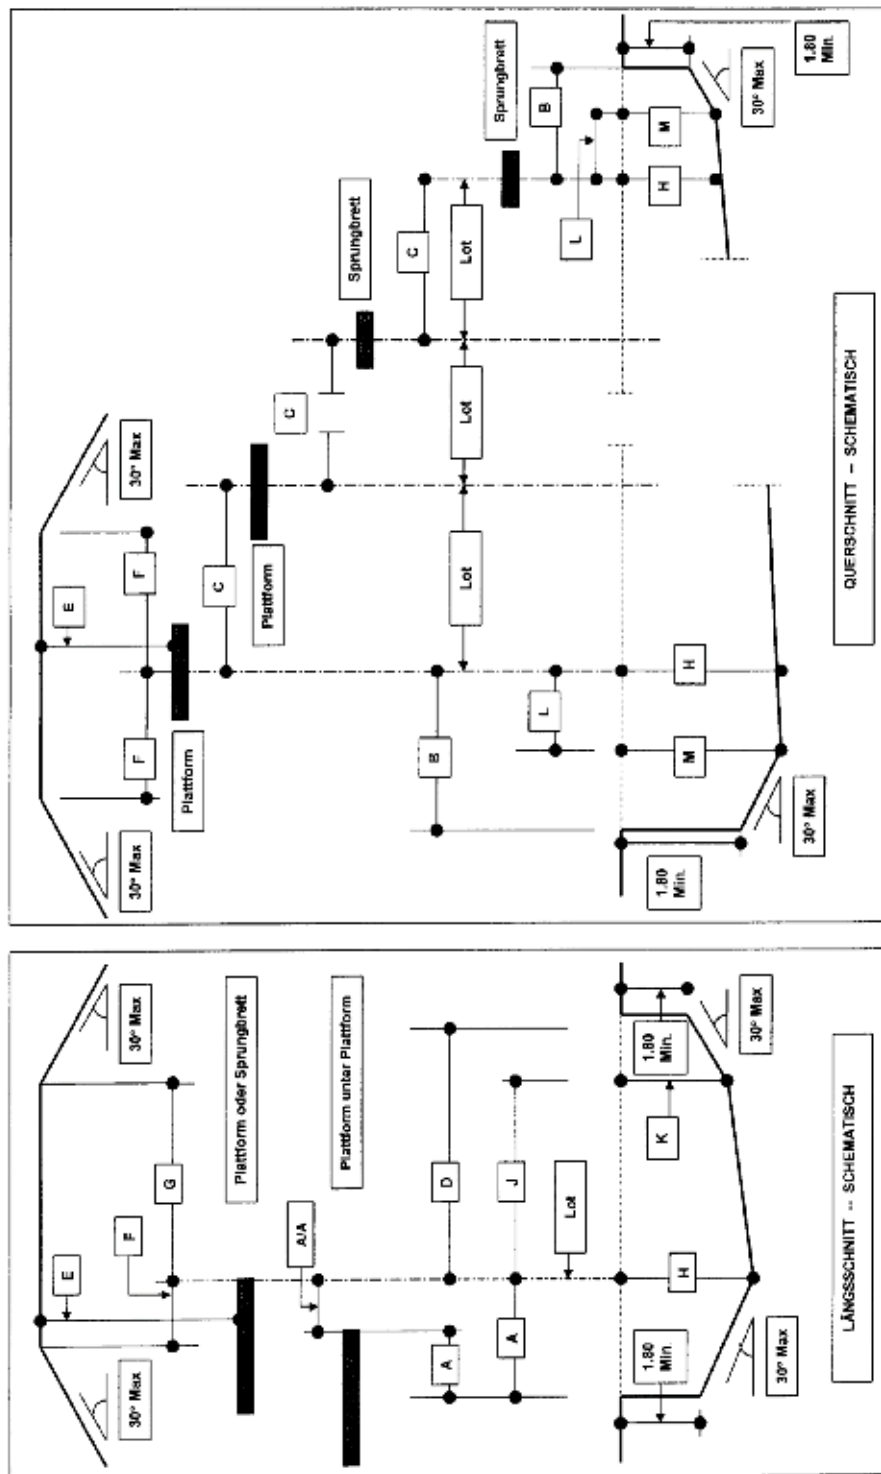 E
F
30° Max
G
30° Max
Plattform oder Sprungbrett
A/A
Plattform unter Plattform
A
D
A
J
Lot
1.80
Min.
H
K
1.80
Min.
30° Max
30° Max
LÄNGSSCHNITT -- SCHEMATISCH
E
30° Max
F
F
30° Max
Plattform
C
Plattform
C
Sprungbrett
C
B
Lot
Lot
Lot
Sprungbrett
B
L
L
1.80
Min.
M
H
H
M
30° Max
30° Max
1.80
Min.
QUERSCHNITT – SCHEMATISCH